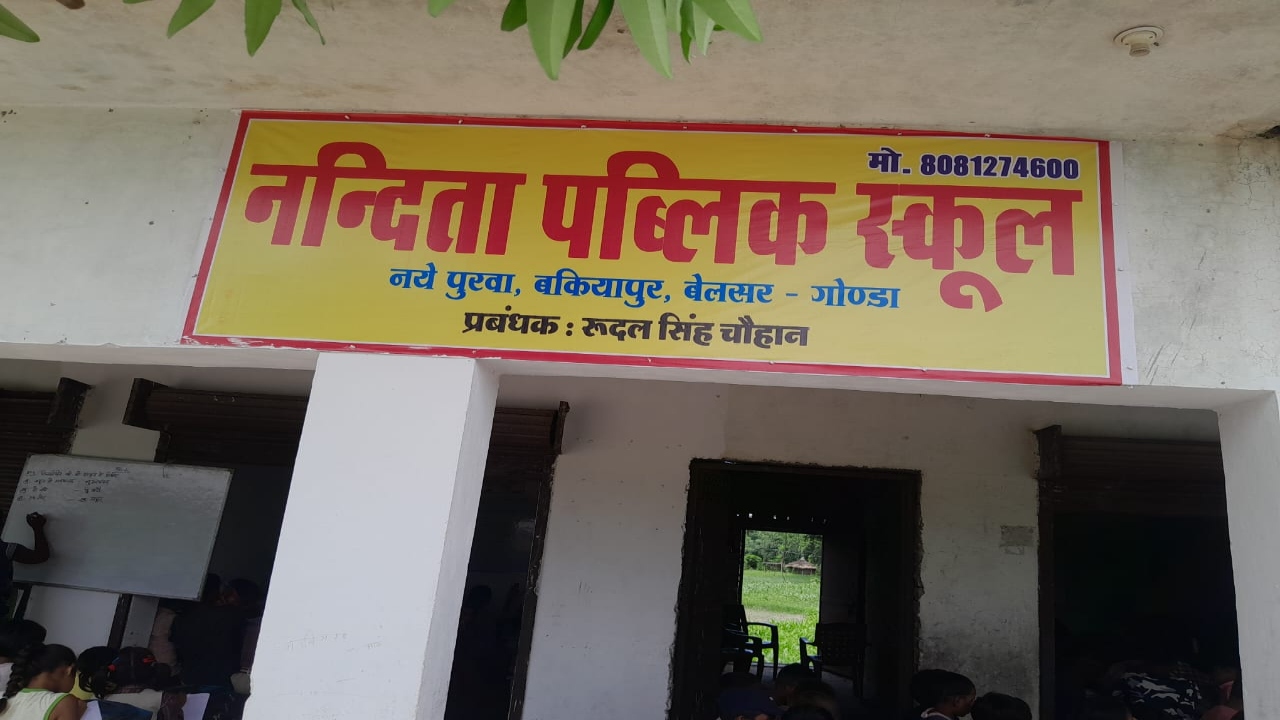 मो. 8081274600
नन्दिता पब्लिक स्कूल
नये पुरवा, बकियापुर, बेलसर - गोण्डा
प्रबंधक : रूदल सिंह चौहान